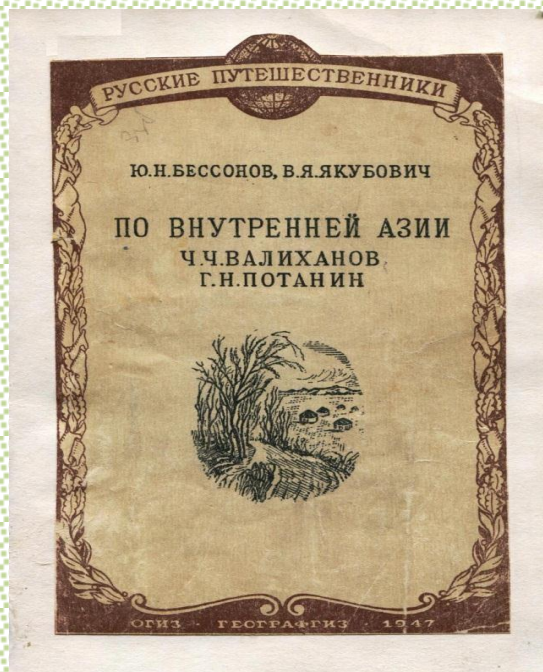 РУССКИЕ ПУТЕШЕСТВЕННИКИ
Ю.Н.БЕССОНОВ, В.Я.ЯКУБОВИЧ
ПО ВНУТРЕННЕЙ АЗИИ
Ч.Ч.ВАЛИХАНОВ
Г.Н.ПОТАНИН
ОГИЗ · ГЕОГРАФГИЗ · 1947